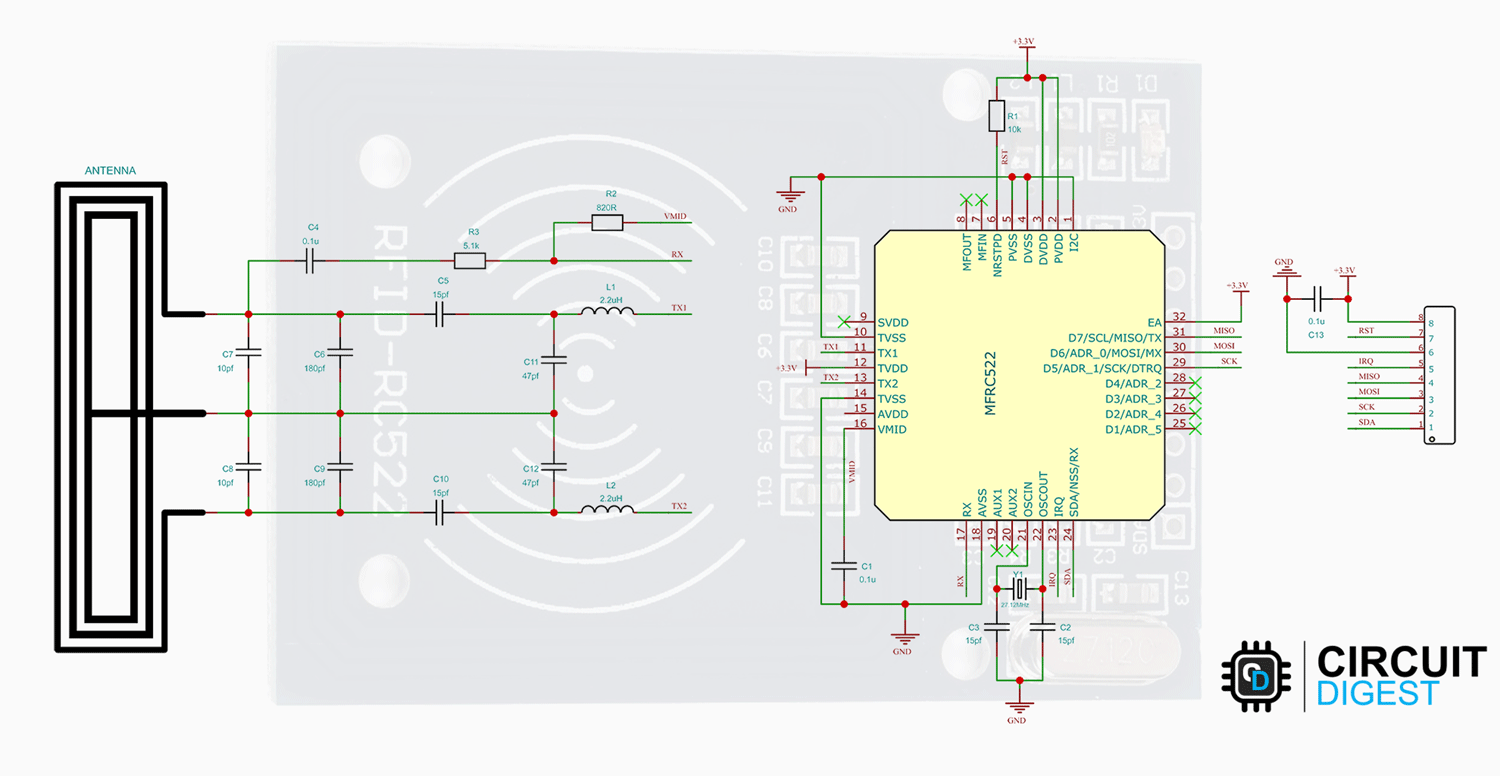 ANTENNA
C4
0.1u
R3
5.1k
R2
820R
VMID
RX
C5
15pf
L1
2.2uH
TX1
C7
10pf
C6
180pf
C11
47pf
C8
10pf
C9
180pf
C12
47pf
C10
15pf
L2
2.2uH
TX2
RFID-RC522
C10
C8
C6
C7
C9
C11
+3.3V
R1
10k
RST
GND
8 7 6 5 4 3 2 1
MFOUT
MFIN
NRSTPD
PVSS
DVSS
DVDD
PVDD
I2C
MFRC522
9 SVDD
10 TVSS
TX1 11 TX1
+3.3V 12 TVDD
TX2 13 TX2
14 TVSS
15 AVDD
16 VMID
+3.3V
EA 32
D7/SCL/MISO/TX 31 MISO
D6/ADR_0/MOSI/MX 30 MOSI
D5/ADR_1/SCK/DTRQ 29 SCK
D4/ADR_2 28
D3/ADR_3 27
D2/ADR_4 26
D1/ADR_5 25
RX
AVSS
AUX1
AUX2
OSCIN
OSCOUT
IRQ
SDA/NSS/RX
17 18 19 20 21 22 23 24
VMID
C1
0.1u
GND
RX
IRQ
SDA
Y1
27.12MHz
C3
15pf
C2
15pf
GND
GND
+3.3V
0.1u
C13
8 8
RST 7 7
6 6
IRQ 5 5
MISO 4 4
MOSI 3 3
SCK 2 2
SDA 1 1
CD
CIRCUIT
DIGEST